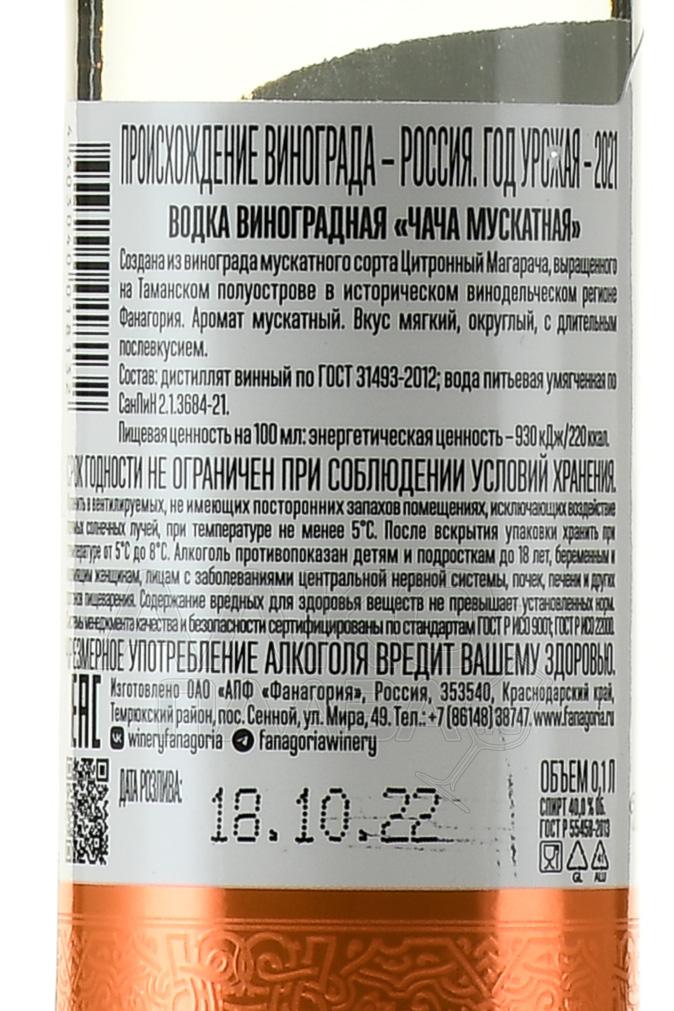 ПРОИСХОЖДЕНИЕ ВИНОГРАДА – РОССИЯ. ГОД УРОЖАЯ – 2021
ВОДКА ВИНОГРАДНАЯ «ЧАЧА МУСКАТНАЯ»
Создана из винограда мускатного сорта Цитронный Магарача, выращенного
на Таманском полуострове в историческом винодельческом регионе
Фанагория. Аромат мускатный. Вкус мягкий, округлый, с длительным
послевкусием.
Состав: дистиллят винный по ГОСТ 31493-2012; вода питьевая умягченная по
СанПиН 2.1.3684-21.
Пищевая ценность на 100 мл: энергетическая ценность – 930 кДж/220 ккал.
РОК ГОДНОСТИ НЕ ОГРАНИЧЕН ПРИ СОБЛЮДЕНИИ УСЛОВИЙ ХРАНЕНИЯ.
в вентилируемых, не имеющих посторонних запахов помещениях, исключающих воздействие
солнечных лучей, при температуре не менее 5°С. После вскрытия упаковки хранить при
от 5°С до 8°С. Алкоголь противопоказан детям и подросткам до 18 лет, беременным и
женщинам, лицам с заболеваниями центральной нервной системы, почек, печени и других
пищеварения. Содержание вредных для здоровья веществ не превышает установленных норм.
менеджмента качества и безопасности сертифицированы по стандартам ГОСТ Р ИСО 9001; ГОСТ Р ИСО 22000.
РЕЗМЕРНОЕ УПОТРЕБЛЕНИЕ АЛКОГОЛЯ ВРЕДИТ ВАШЕМУ ЗДОРОВЬЮ.
EAC
Изготовлено ОАО «АПФ «Фанагория», Россия, 353540, Краснодарский край,
Темрюкский район, пос. Сенной, ул. Мира, 49. Тел.: +7 (86148) 38747. www.fanagoria.ru
wineryfanagoria fanagoriawinery
ДАТА РОЗЛИВА: 18.10.22
ОБЪЕМ 0,1 Л
СПИРТ 40,0 % Об.
ГОСТ Р 55458-2013
GL ALU